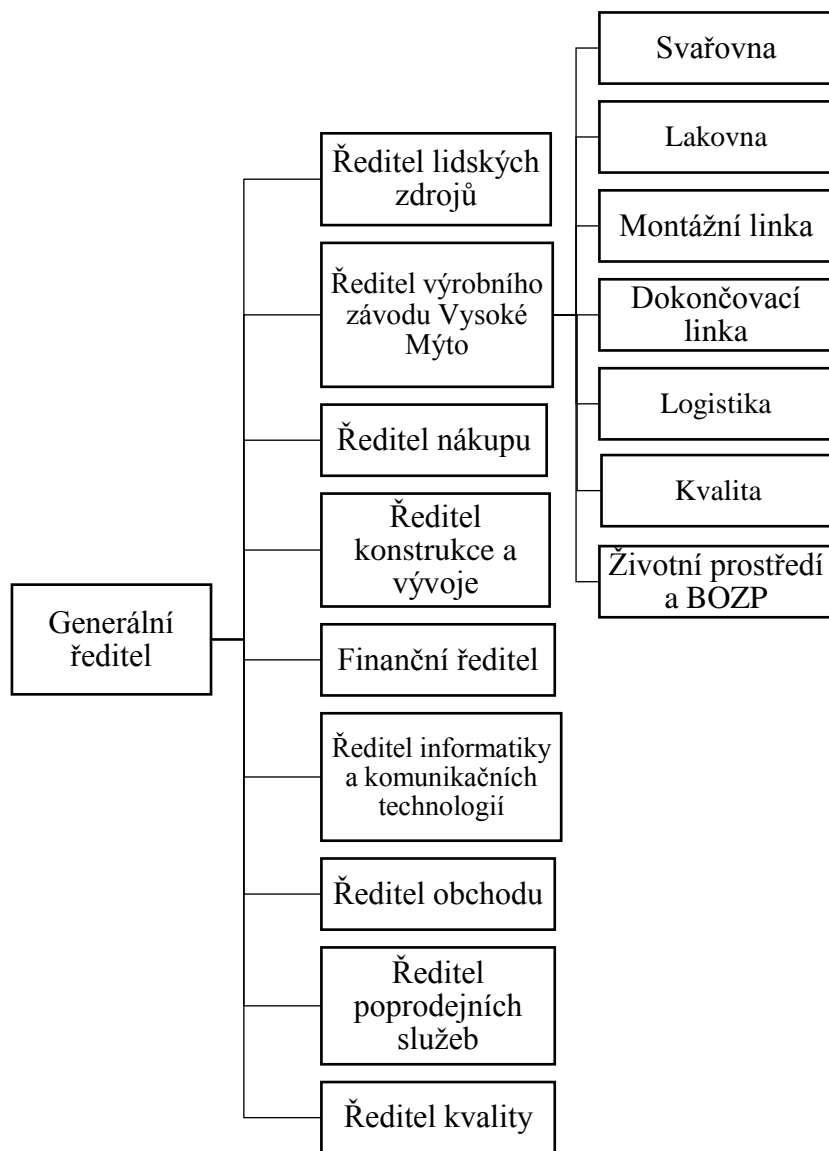 Generální
ředitel
Ředitel lidských
zdrojů
Ředitel výrobního
závodu Vysoké
Mýto
Ředitel nákupu
Ředitel
konstrukce a
vývoje
Finanční ředitel
Ředitel informatiky
a komunikačních
technologií
Ředitel obchodu
Ředitel
poprodejních
služeb
Ředitel kvality
Svařovna
Lakovna
Montážní linka
Dokončovací
linka
Logistika
Kvalita
Životní prostředí
a BOZP